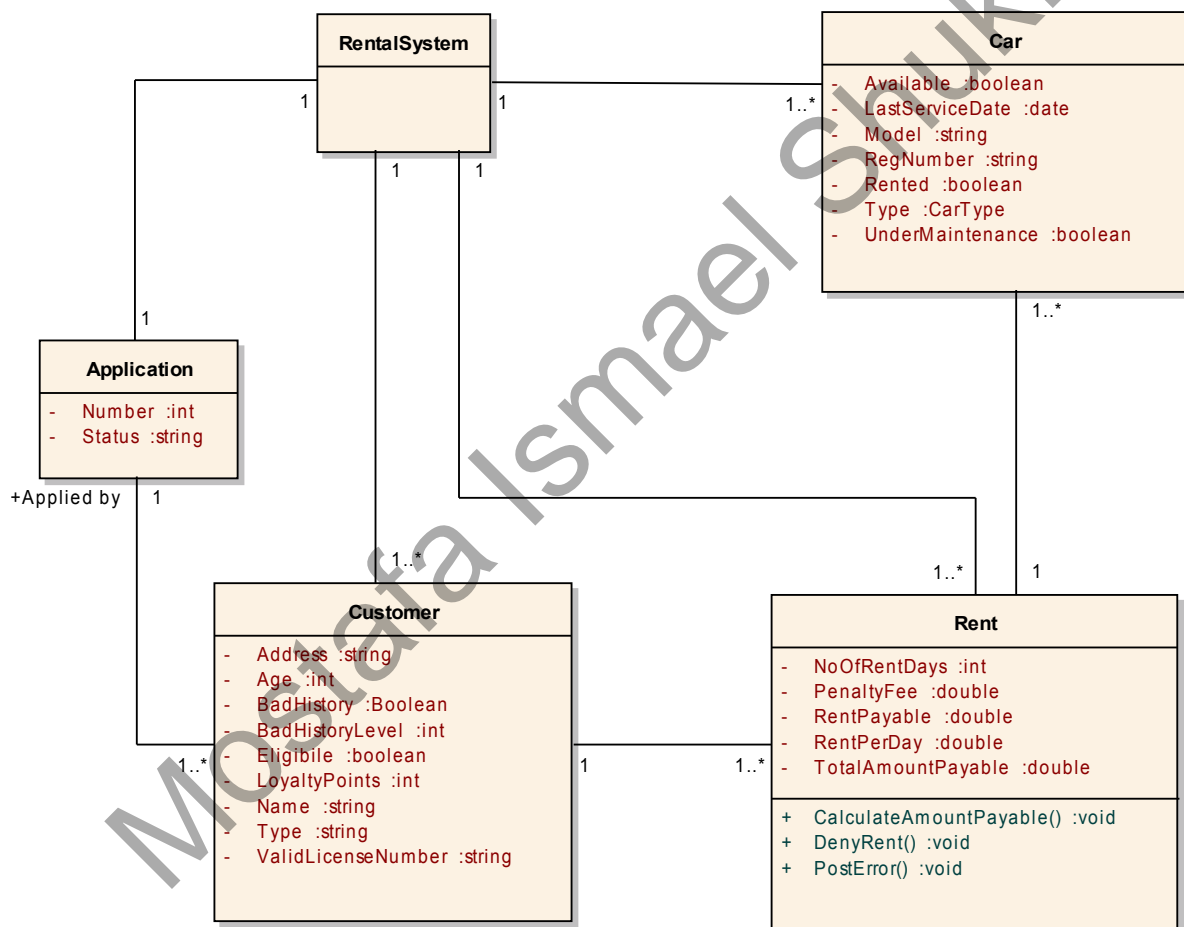 RentalSystem
1
1
1
1
Car
- Available :boolean
- LastServiceDate :date
- Model :string
- RegNumber :string
- Rented :boolean
- Type :CarType
- UnderMaintenance :boolean
1..*
1..*
1
Application
- Number :int
- Status :string
+Applied by 1
1..*
Customer
- Address :string
- Age :int
- BadHistory :Boolean
- BadHistoryLevel :int
- Eligibile :boolean
- LoyaltyPoints :int
- Name :string
- Type :string
- ValidLicenseNumber :string
1..*
1
1..*
1..*
1
Rent
- NoOfRentDays :int
- PenaltyFee :double
- RentPayable :double
- RentPerDay :double
- TotalAmountPayable :double
+ CalculateAmountPayable() :void
+ DenyRent() :void
+ PostError() :void
Mostafa Ismael